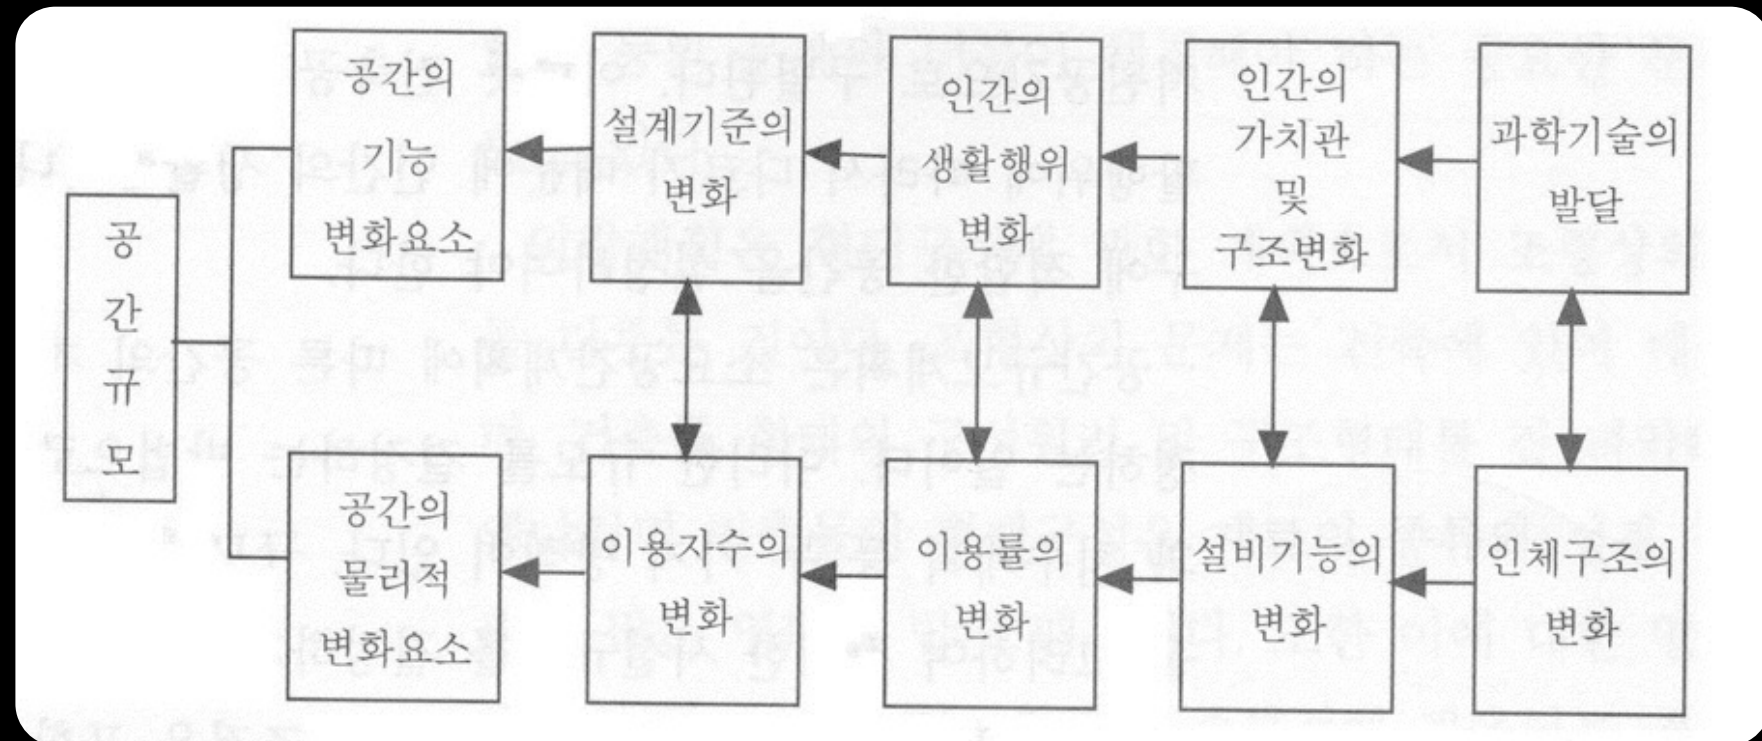 공간의
기능
변화요소
설계기준의
변화
인간의
생활행위
변화
인간의
가치관
및
구조변화
과학기술의
발달
공
간
규
모
공간의
물리적
변화요소
이용자수의
변화
이용률의
변화
설비기능의
변화
인체구조의
변화